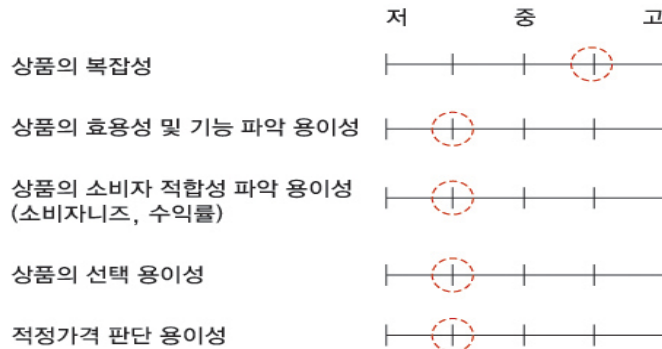 저 중 고
상품의 복잡성
상품의 효용성 및 기능 파악 용이성
상품의 소비자 적합성 파악 용이성
(소비자니즈, 수익률)
상품의 선택 용이성
적정가격 판단 용이성